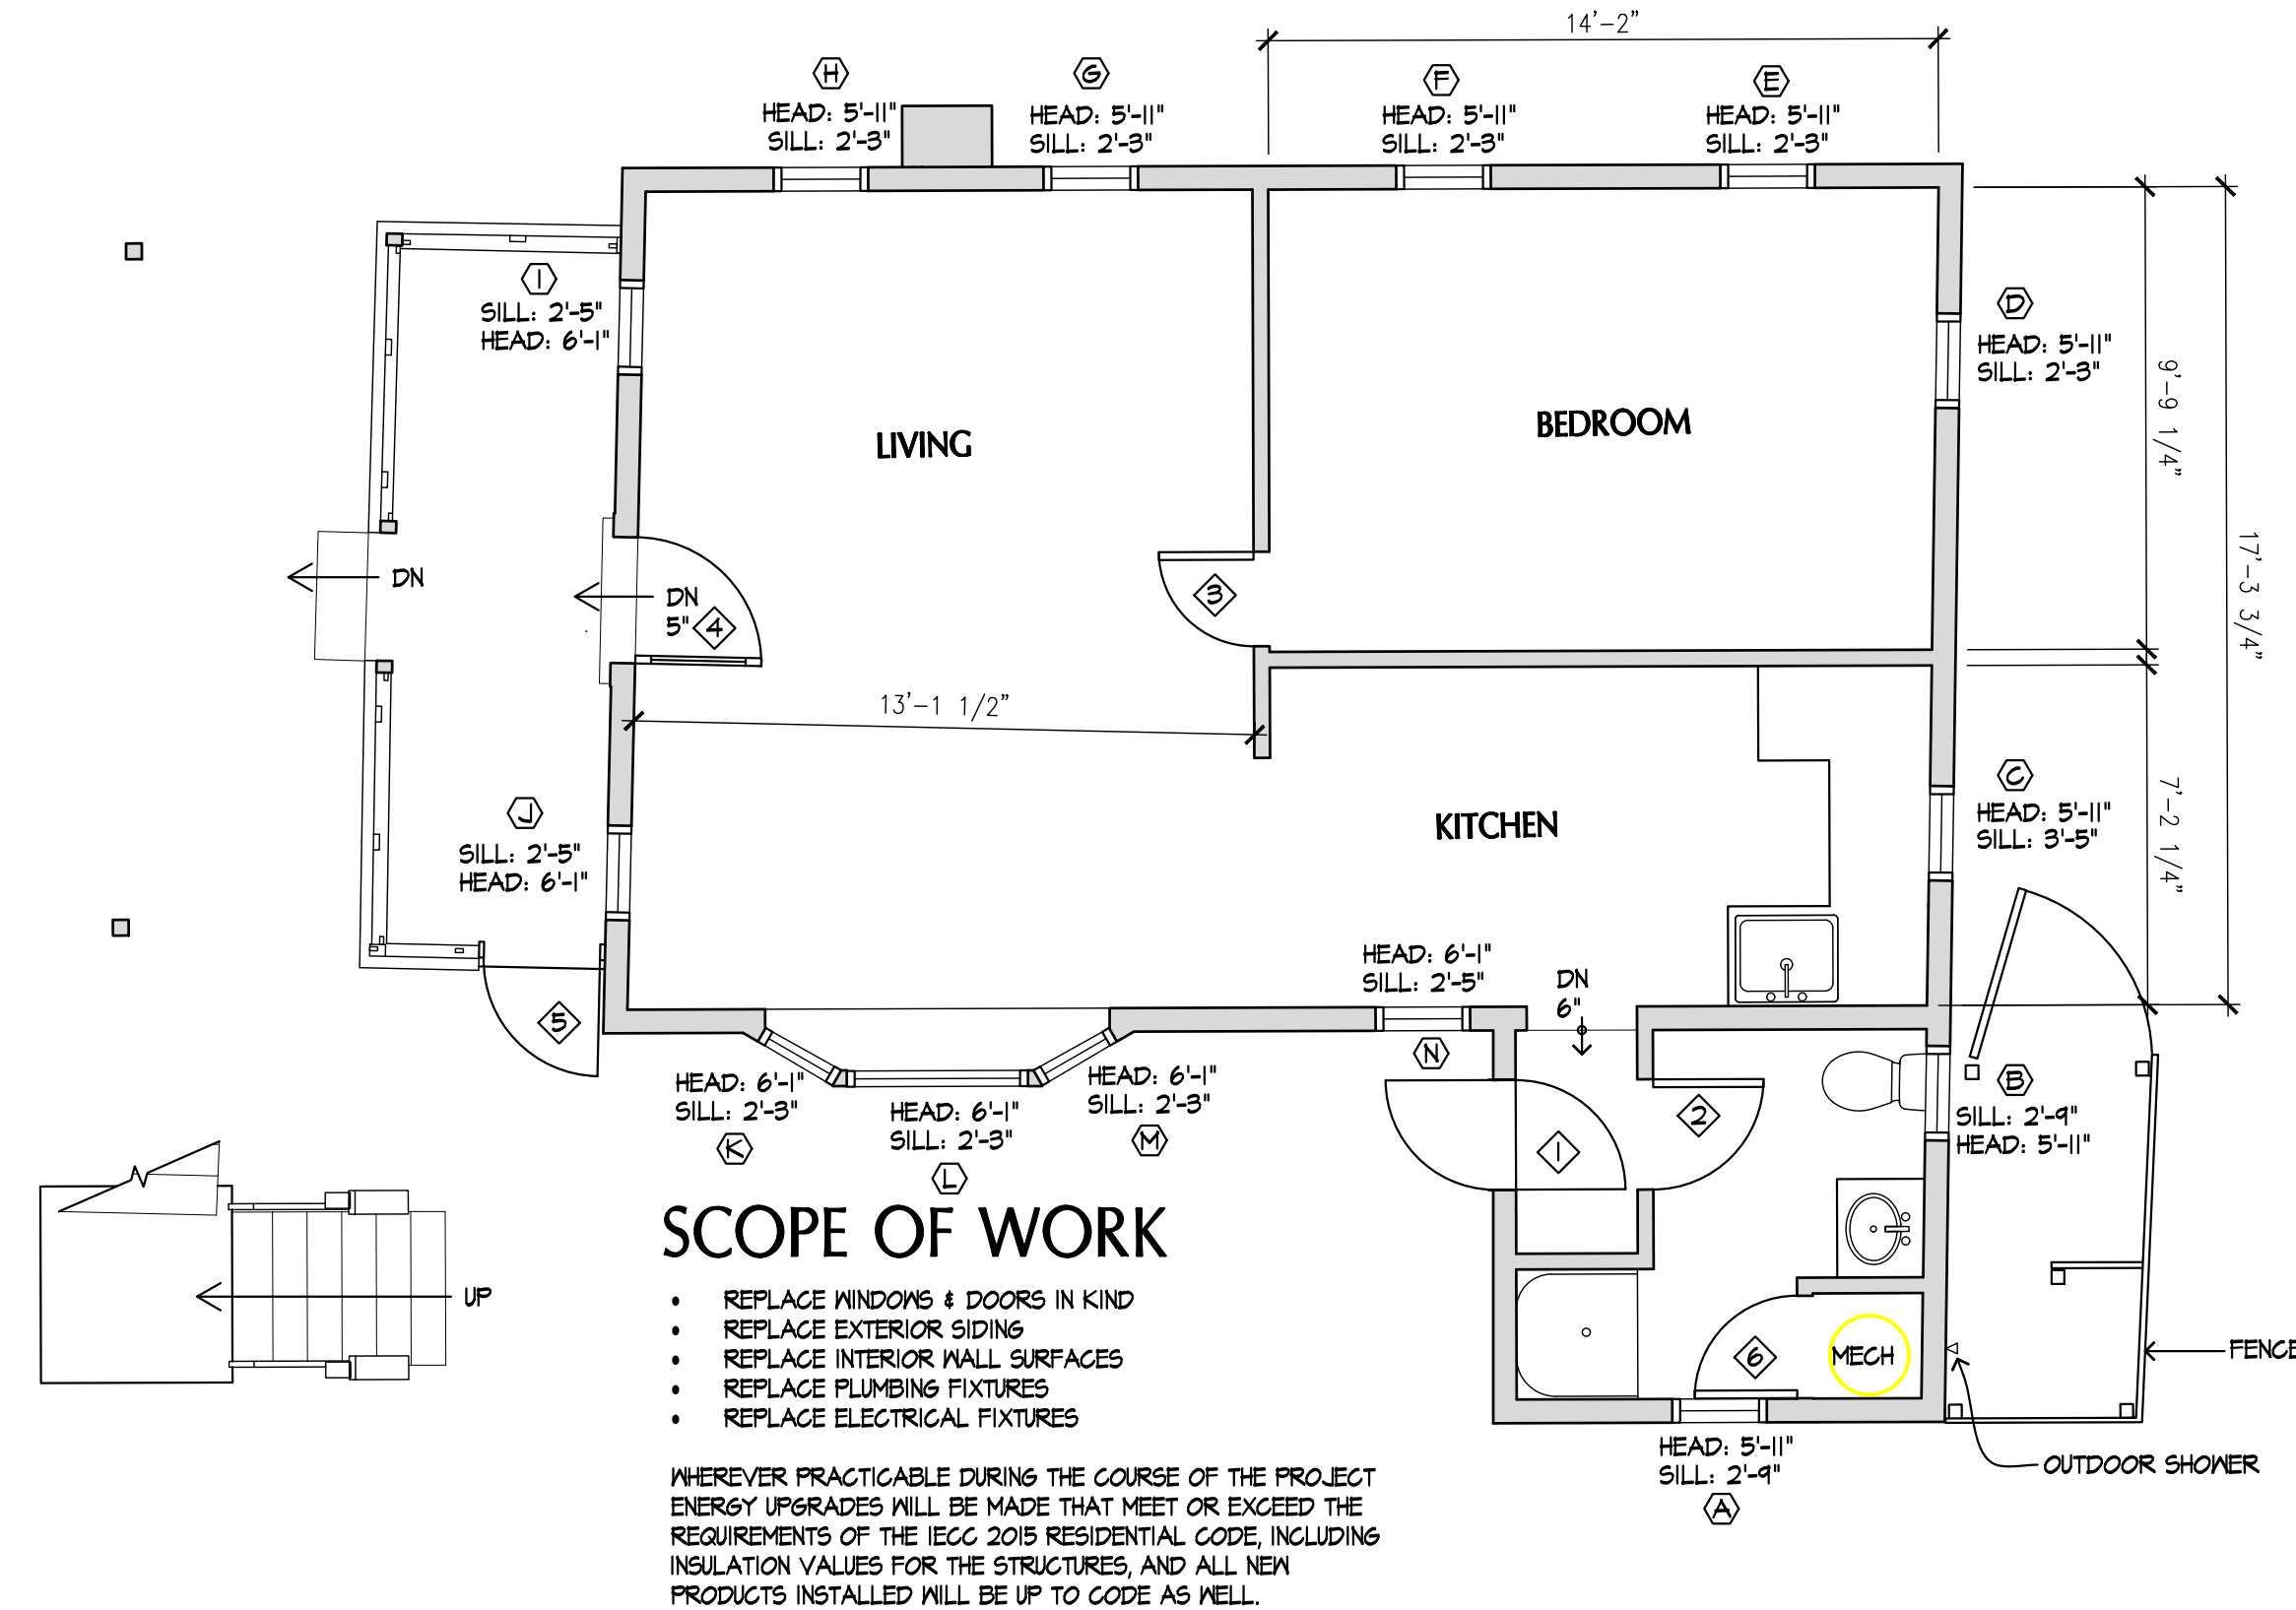 14'-2"
H
HEAD: 5'-11"
SILL: 2'-3"
G
HEAD: 5'-11"
SILL: 2'-3"
F
HEAD: 5'-11"
SILL: 2'-3"
E
HEAD: 5'-11"
SILL: 2'-3"
I
SILL: 2'-5"
HEAD: 6'-1"
D
HEAD: 5'-11"
SILL: 2'-3"
9'-9 1/4"
17'-3 3/4"
LIVING
BEDROOM
DN
DN
5"
4
3
13'-1 1/2"
C
HEAD: 5'-11"
SILL: 3'-5"
7'-2 1/4"
J
SILL: 2'-5"
HEAD: 6'-1"
KITCHEN
HEAD: 6'-1"
SILL: 2'-5"
N
DN
6"
5
HEAD: 6'-1"
SILL: 2'-3"
K
HEAD: 6'-1"
SILL: 2'-3"
L
HEAD: 6'-1"
SILL: 2'-3"
M
1
2
B
SILL: 2'-9"
HEAD: 5'-11"
UP
SCOPE OF WORK
• REPLACE WINDOWS & DOORS IN KIND
• REPLACE EXTERIOR SIDING
• REPLACE INTERIOR WALL SURFACES
• REPLACE PLUMBING FIXTURES
• REPLACE ELECTRICAL FIXTURES
6
MECH
FENCE
OUTDOOR SHOWER
HEAD: 5'-11"
SILL: 2'-9"
A
WHEREVER PRACTICABLE DURING THE COURSE OF THE PROJECT
ENERGY UPGRADES WILL BE MADE THAT MEET OR EXCEED THE
REQUIREMENTS OF THE IECC 2015 RESIDENTIAL CODE, INCLUDING
INSULATION VALUES FOR THE STRUCTURES, AND ALL NEW
PRODUCTS INSTALLED WILL BE UP TO CODE AS WELL.